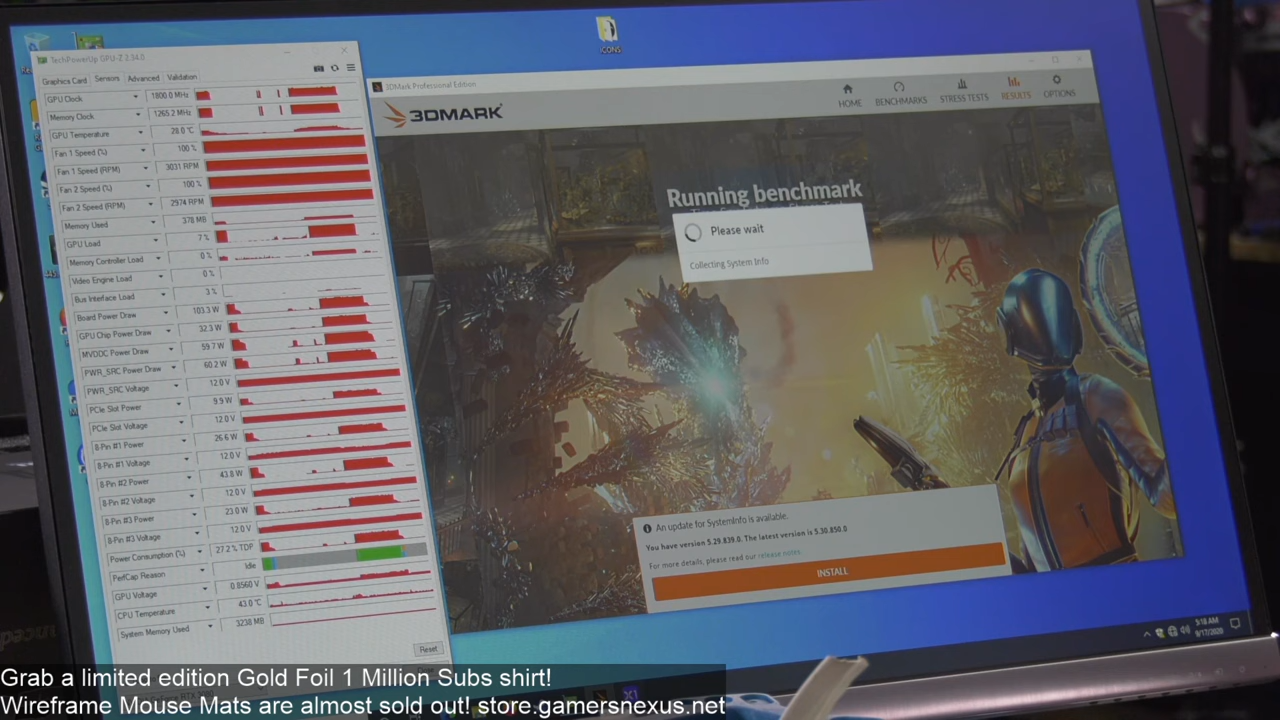 ICONS
TechPowerUp GPU-Z 2.34.0
Graphics Card Sensors Advanced Validation
GPU Clock 1800.0 MHz
Memory Clock 1265.2 MHz
GPU Temperature 28.0 °C
Fan 1 Speed (%) 100 %
Fan 1 Speed (RPM) 3031 RPM
Fan 2 Speed (%) 100 %
Fan 2 Speed (RPM) 2974 RPM
Memory Used 378 MB
GPU Load 7 %
Memory Controller Load 0 %
Video Engine Load 0 %
Bus Interface Load 3 %
Board Power Draw 103.3 W
GPU Chip Power Draw 32.3 W
MVDDC Power Draw 59.7 W
PWR_SRC Power Draw 60.2 W
PWR_SRC Voltage 12.0 V
PCIe Slot Power 9.9 W
PCIe Slot Voltage 12.0 V
8-Pin #1 Power 26.6 W
8-Pin #1 Voltage 12.0 V
8-Pin #2 Power 43.8 W
8-Pin #2 Voltage 12.0 V
8-Pin #3 Power 23.0 W
8-Pin #3 Voltage 12.0 V
Power Consumption (%) 27.2 % TDP
PerfCap Reason Idle
GPU Voltage 0.8560 V
CPU Temperature 43.0 °C
System Memory Used 3238 MB
Reset
3DMark Professional Edition
3DMARK
HOME BENCHMARKS STRESS TESTS RESULTS OPTIONS
Running benchmark
Please wait
Collecting System Info
An update for SystemInfo is available.
You have version 5.29.839.0. The latest version is 5.30.850.0
For more details, please read our release notes.
INSTALL
5:18 AM
9/17/2020
Grab a limited edition Gold Foil 1 Million Subs shirt!
Wireframe Mouse Mats are almost sold out! store.gamersnexus.net